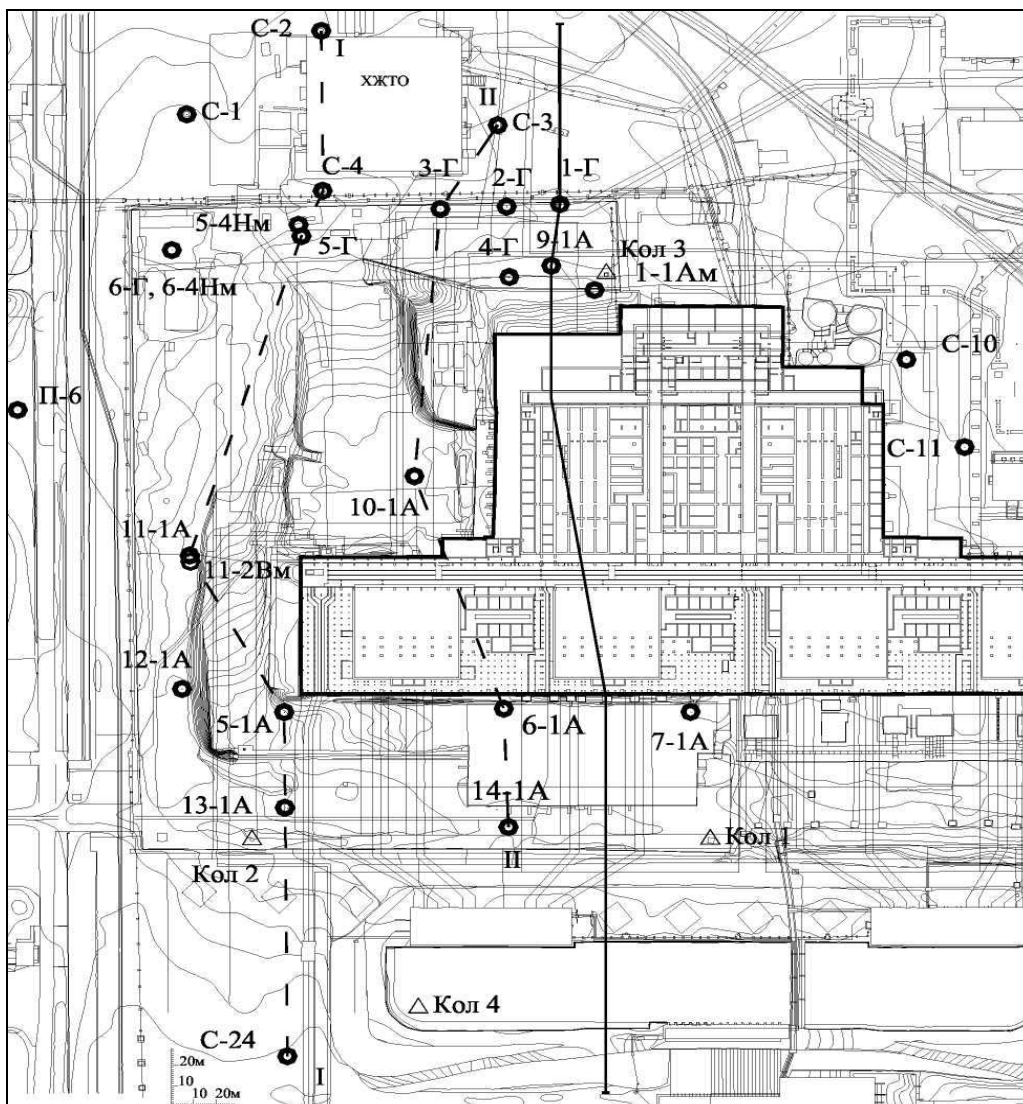 С-2
I
ХЖТО
II
С-1
С-3
С-4
3-Г
2-Г
1-Г
5-4Нм
5-Г
9-1А
Кол 3
4-Г
1-1Ам
6-Г, 6-4Нм
С-10
П-6
С-11
10-1А
11-1А
11-2Вм
12-1А
5-1А
6-1А
7-1А
14-1А
13-1А
Кол 1
II
Кол 2
Кол 4
С-24
20м
I
10
10 20м